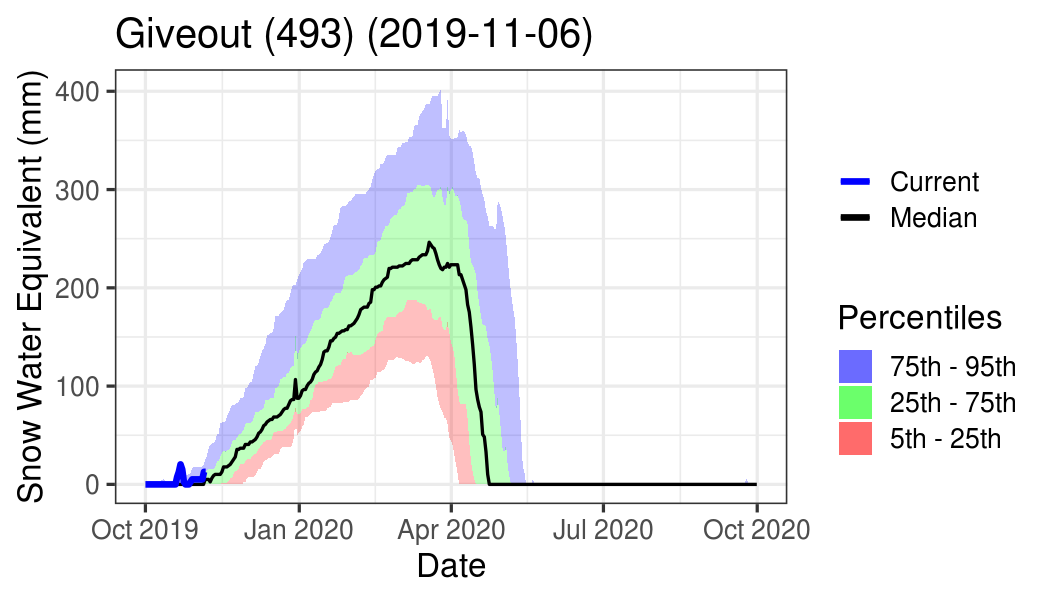 Giveout (493) (2019-11-06)
Snow Water Equivalent (mm)
400
300
200
100
0
Oct 2019
Jan 2020
Apr 2020
Jul 2020
Oct 2020
Date
Current
Median
Percentiles
75th - 95th
25th - 75th
5th - 25th